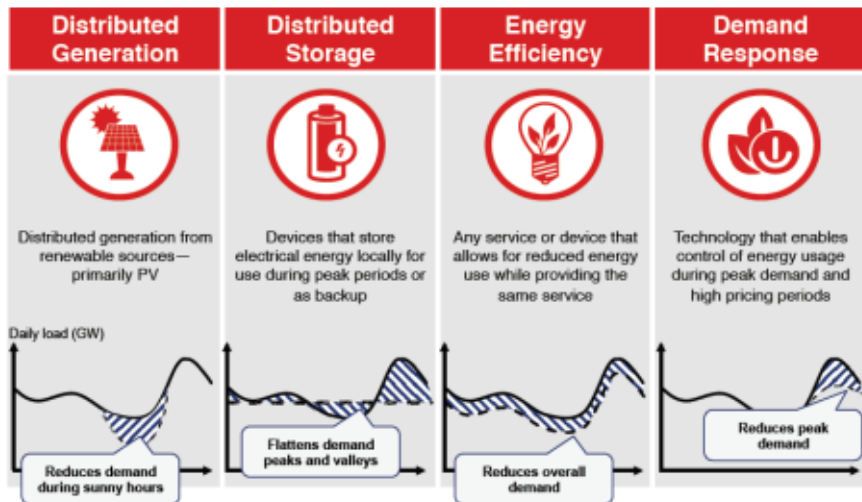 Distributed
Generation
Distributed
Storage
Energy
Efficiency
Demand
Response
Distributed generation from
renewable sources—
primarily PV
Devices that store
electrical energy locally for
use during peak periods or
as backup
Any service or device that
allows for reduced energy
use while providing the
same service
Technology that enables
control of energy usage
during peak demand and
high pricing periods
Daily load (GW)
Reduces demand
during sunny hours
Flattens demand
peaks and valleys
Reduces overall
demand
Reduces peak
demand